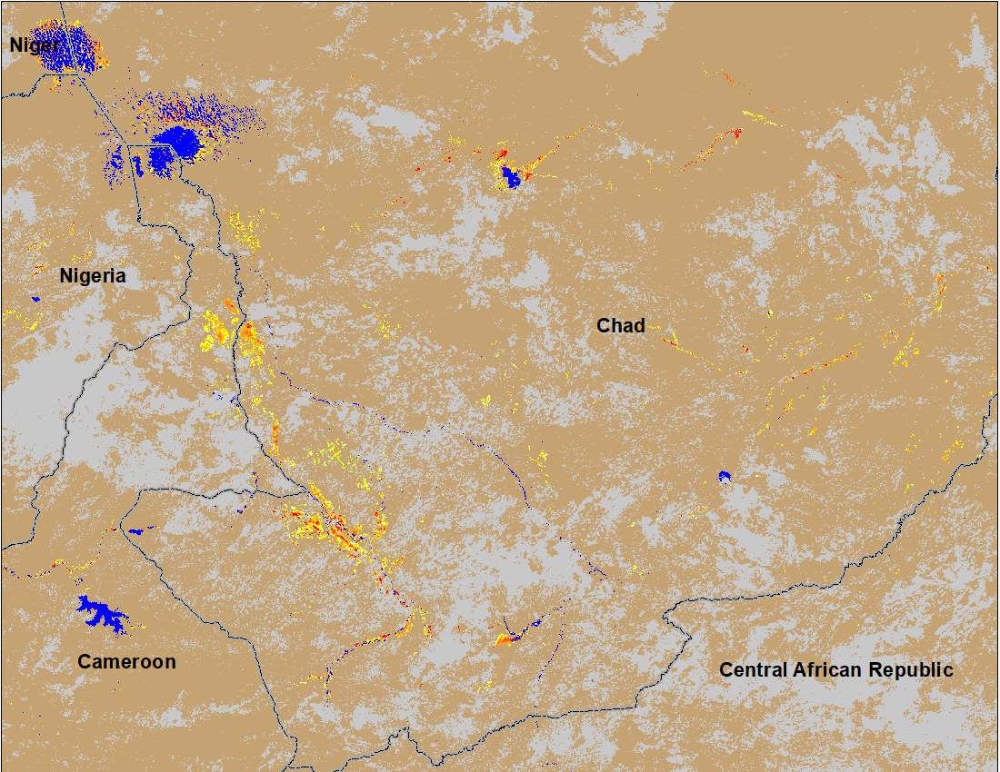 Niger
Nigeria
Chad
Cameroon
Central African Republic